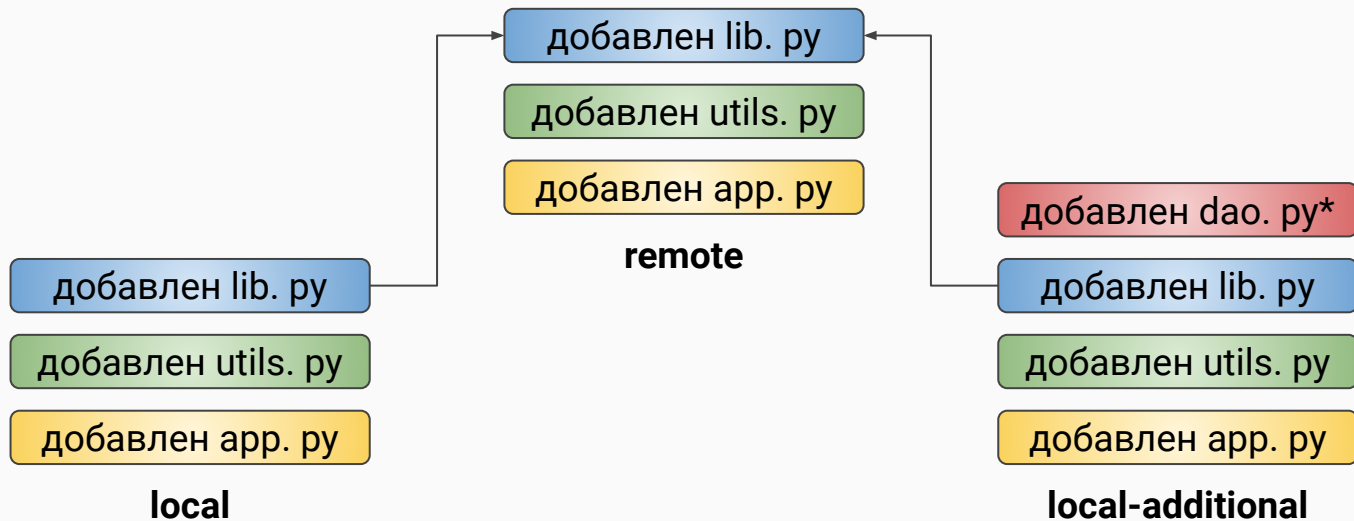 добавлен lib. py
добавлен utils. py
добавлен app. py
remote
добавлен lib. py
добавлен utils. py
добавлен app. py
local
добавлен dao. py*
добавлен lib. py
добавлен utils. py
добавлен app. py
local-additional